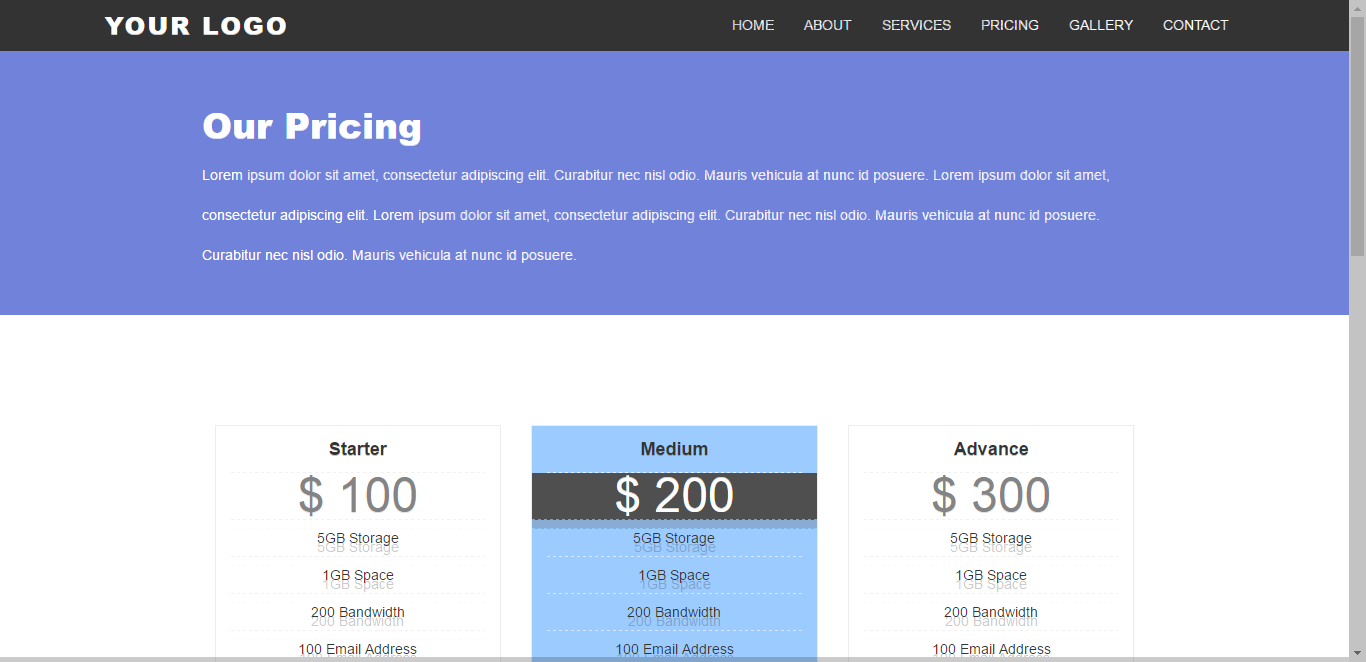 YOUR LOGO
HOME ABOUT SERVICES PRICING GALLERY CONTACT
Our Pricing
Lorem ipsum dolor sit amet, consectetur adipiscing elit. Curabitur nec nisl odio. Mauris vehicula at nunc id posuere. Lorem ipsum dolor sit amet,
consectetur adipiscing elit. Lorem ipsum dolor sit amet, consectetur adipiscing elit. Curabitur nec nisl odio. Mauris vehicula at nunc id posuere.
Curabitur nec nisl odio. Mauris vehicula at nunc id posuere.
Starter
$ 100
5GB Storage
1GB Space
200 Bandwidth
100 Email Address
Medium
$ 200
5GB Storage
1GB Space
200 Bandwidth
100 Email Address
Advance
$ 300
5GB Storage
1GB Space
200 Bandwidth
100 Email Address